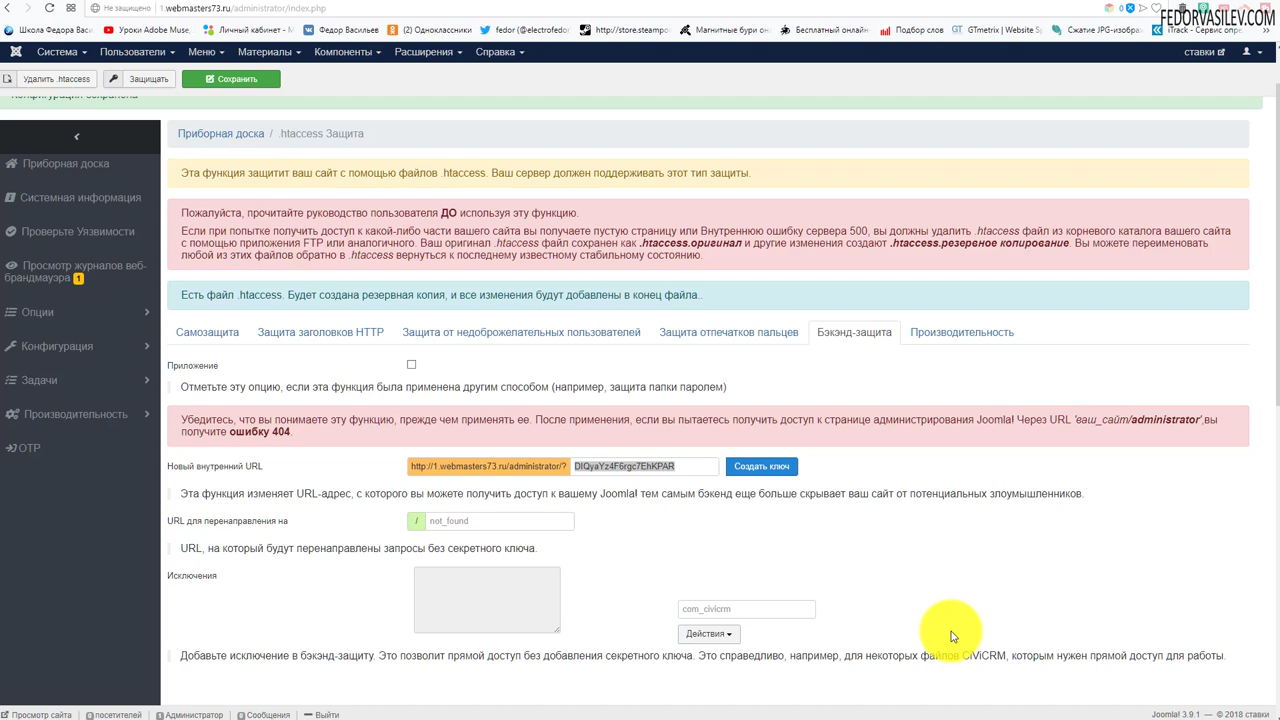 Не защищено
1.webmasters73.ru/administrator/index.php
FEDORVASILEV.COM
Школа Федора Васил
Уроки Adobe Muse,
Личный кабинет - M
Федор Васильев
(2) Одноклассники
fedor (@electrofedor)
http://store.steampo
Магнитные бури on
Бесплатный онлайн
Подбор слов
GTmetrix | Website S
Сжатие JPG-изобра
iTrack - Сервис опре
Система
Пользователи
Меню
Материалы
Компоненты
Расширения
Справка
ставки
Удалить .htaccess
Защищать
Сохранить
Конфигурация сохранена
Приборная доска / .htaccess Защита
Приборная доска
Системная информация
Проверьте Уязвимости
Просмотр журналов веб-
брандмауэра 1
Опции
Конфигурация
Задачи
Производительность
OTP
Эта функция защитит ваш сайт с помощью файлов .htaccess. Ваш сервер должен поддерживать этот тип защиты.
Пожалуйста, прочитайте руководство пользователя ДО используя эту функцию.
Если при попытке получить доступ к какой-либо части вашего сайта вы получаете пустую страницу или Внутреннюю ошибку сервера 500, вы должны удалить .htaccess файл из корневого каталога вашего сайта
с помощью приложения FTP или аналогичного. Ваш оригинал .htaccess файл сохранен как .htaccess.оригинал и другие изменения создают .htaccess.резервное копирование. Вы можете переименовать
любой из этих файлов обратно в .htaccess вернуться к последнему известному стабильному состоянию.
Есть файл .htaccess. Будет создана резервная копия, и все изменения будут добавлены в конец файла..
Самозащита
Защита заголовков HTTP
Защита от недоброжелательных пользователей
Защита отпечатков пальцев
Бэкэнд-защита
Производительность
Приложение
Отметьте эту опцию, если эта функция была применена другим способом (например, защита папки паролем)
Убедитесь, что вы понимаете эту функцию, прежде чем применять ее. После применения, если вы пытаетесь получить доступ к странице администрирования Joomla! Через URL 'ваш_сайт/administrator',вы
получите ошибку 404.
Новый внутренний URL
http://1.webmasters73.ru/administrator/?
DIQyaYz4F6rgc7EhKPAR
Создать ключ
Эта функция изменяет URL-адрес, с которого вы можете получить доступ к вашему Joomla! тем самым бэкенд еще больше скрывает ваш сайт от потенциальных злоумышленников.
URL для перенаправления на
/ not_found
URL, на который будут перенаправлены запросы без секретного ключа.
Исключения
com_civicrm
Действия
Добавьте исключение в бэкэнд-защиту. Это позволит прямой доступ без добавления секретного ключа. Это справедливо, например, для некоторых файлов CiViCRM, которым нужен прямой доступ для работы.
Просмотр сайта
0 посетителей
1 Администратор
0 Сообщения
Выйти
Joomla! 3.9.1 — © 2018 ставки